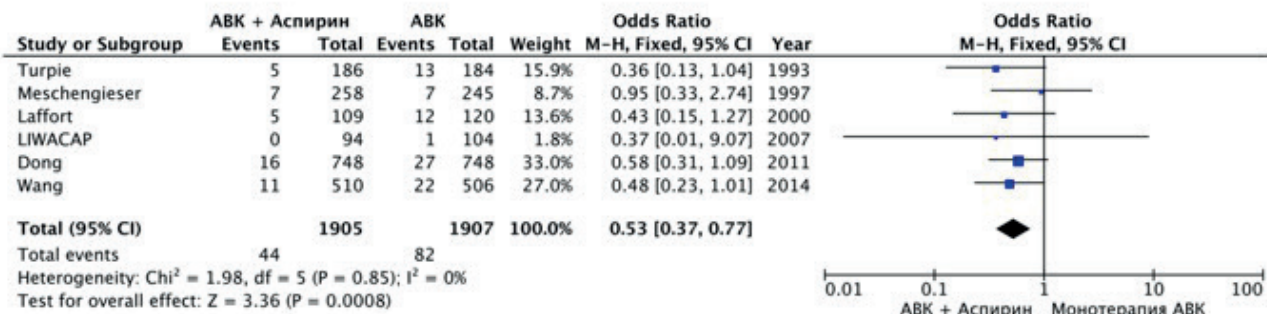 АВК + Аспирин АВК Odds Ratio Odds Ratio
Study or Subgroup Events Total Events Total Weight M-H, Fixed, 95% CI Year M-H, Fixed, 95% CI
Turpie 5 186 13 184 15.9% 0.36 [0.13, 1.04] 1993
Meschengieser 7 258 7 245 8.7% 0.95 [0.33, 2.74] 1997
Laffort 5 109 12 120 13.6% 0.43 [0.15, 1.27] 2000
LIWACAP 0 94 1 104 1.8% 0.37 [0.01, 9.07] 2007
Dong 16 748 27 748 33.0% 0.58 [0.31, 1.09] 2011
Wang 11 510 22 506 27.0% 0.48 [0.23, 1.01] 2014
Total (95% CI) 1905 1907 100.0% 0.53 [0.37, 0.77]
Total events 44 82
Heterogeneity: Chi² = 1.98, df = 5 (P = 0.85); I² = 0%
Test for overall effect: Z = 3.36 (P = 0.0008)
0.01 0.1 1 10 100
АВК + Аспирин Монотерапия АВК